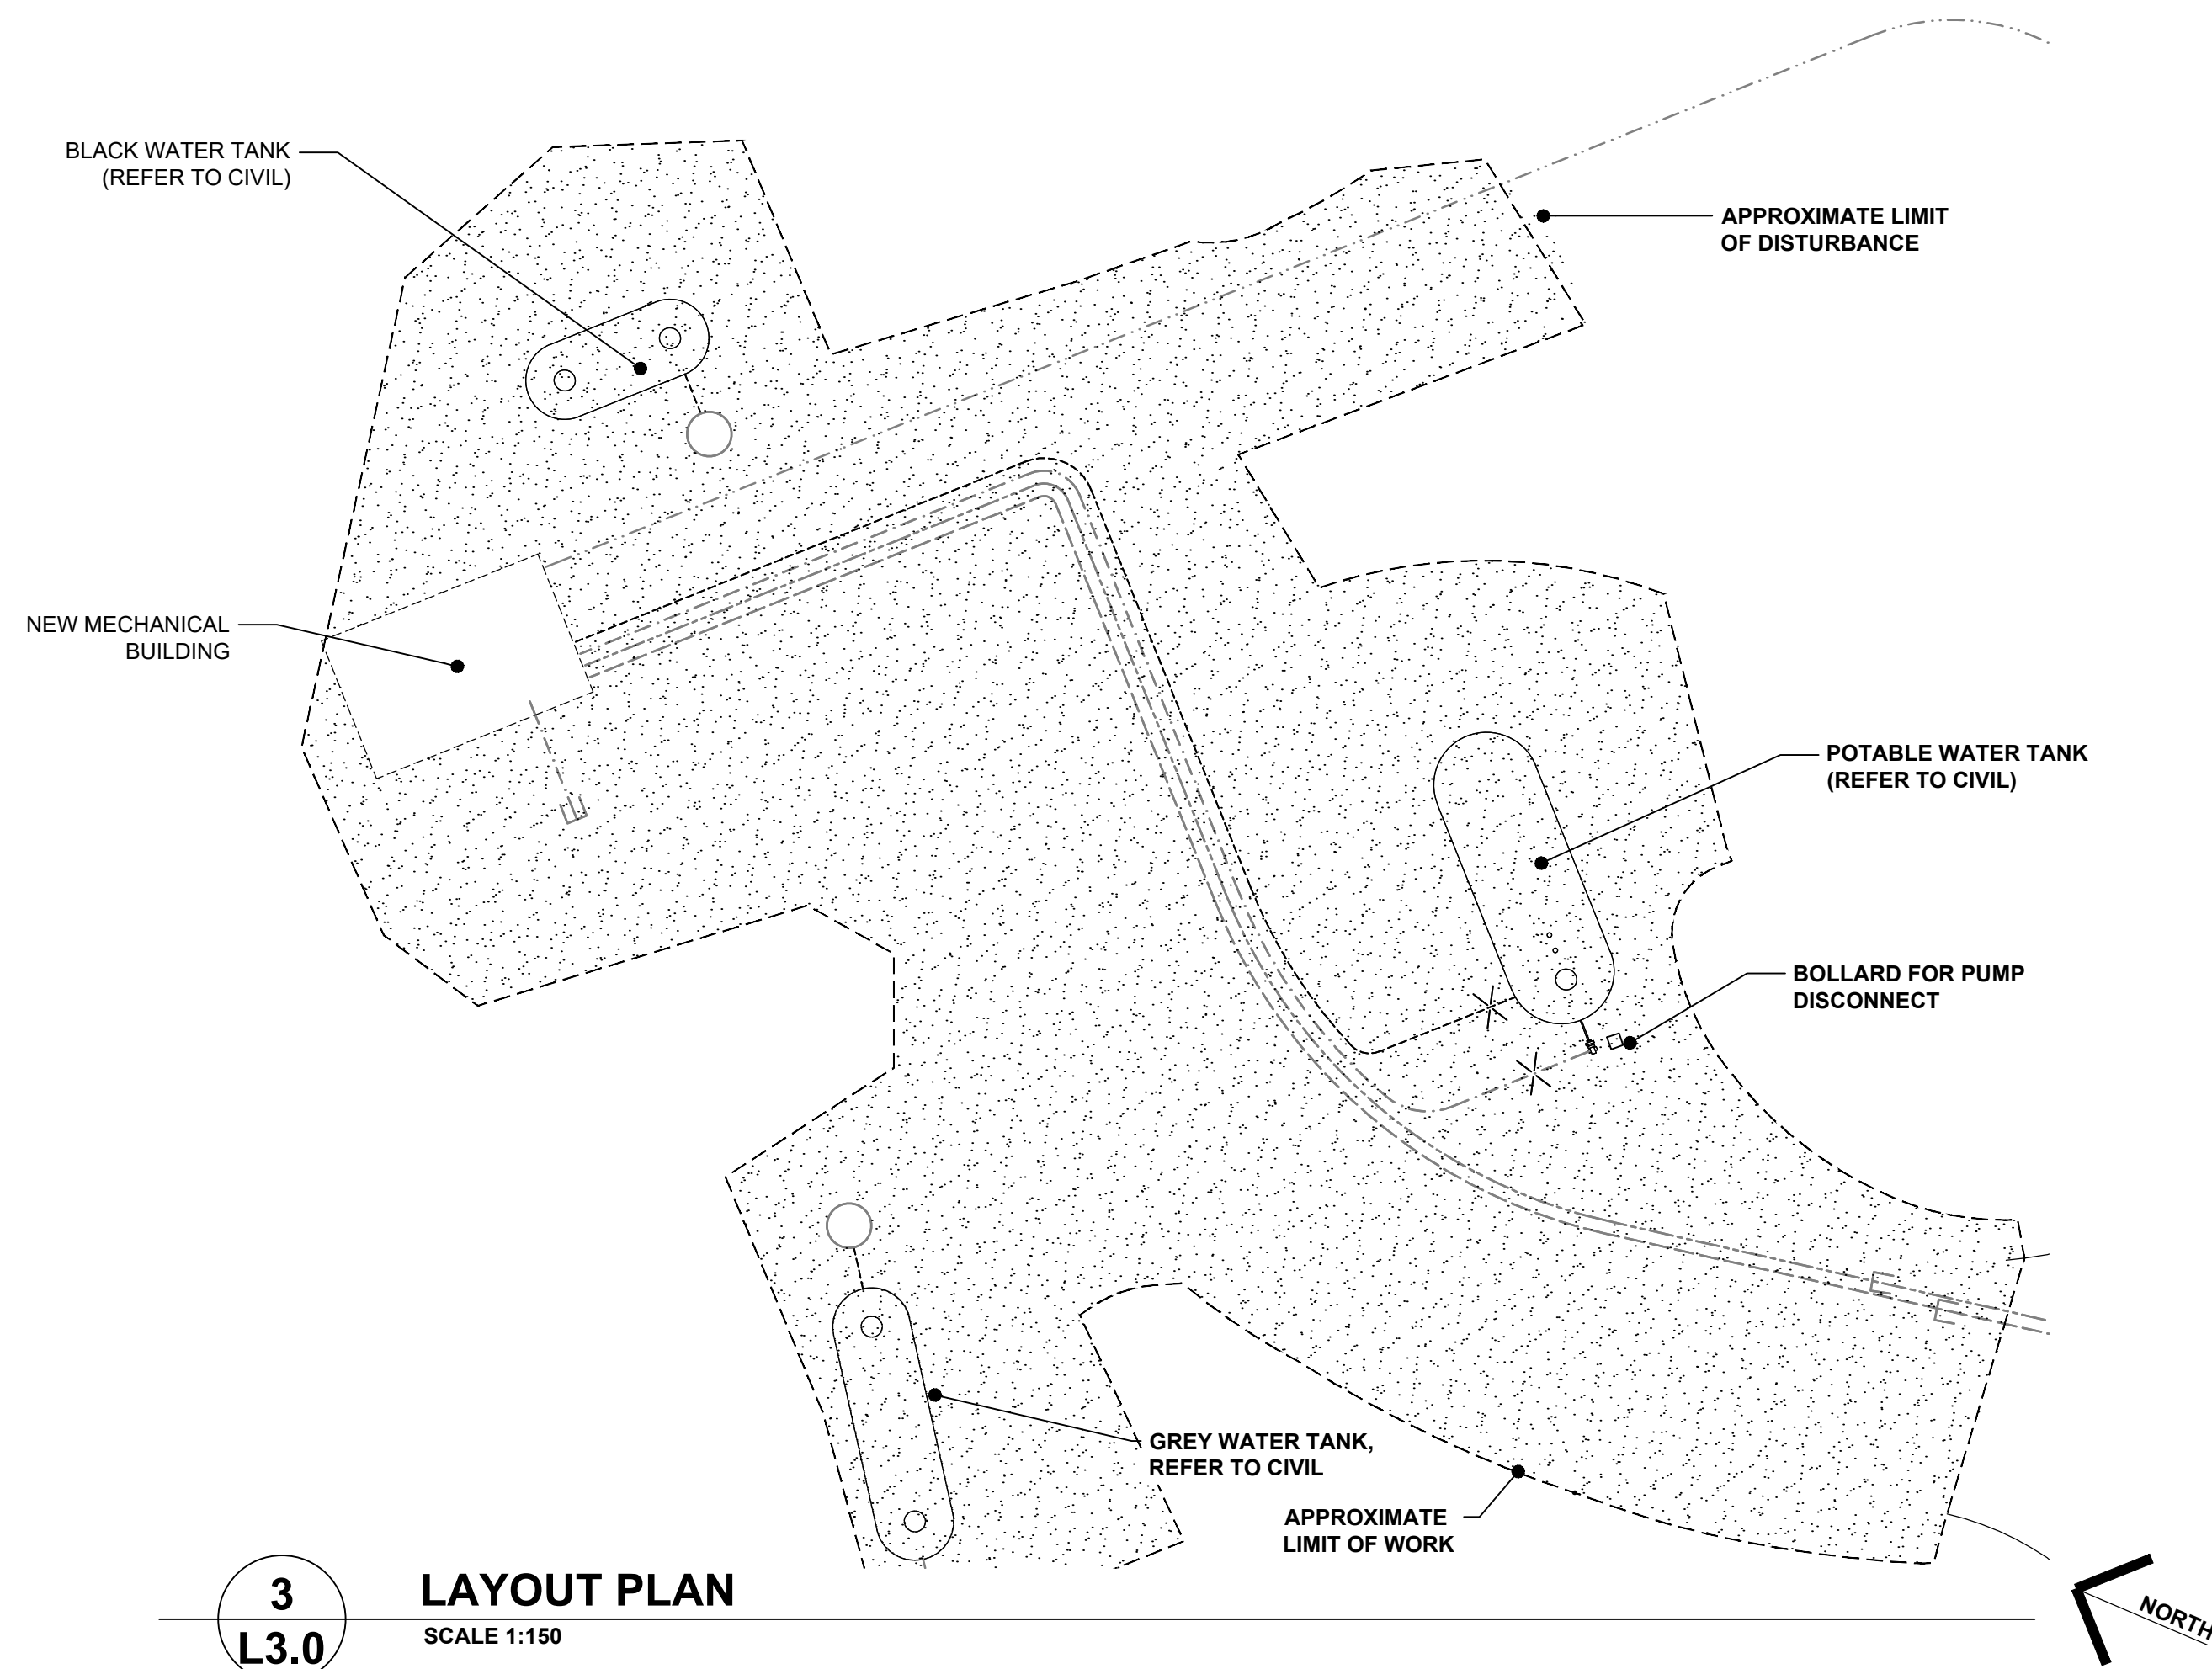 BLACK WATER TANK
(REFER TO CIVIL)
APPROXIMATE LIMIT
OF DISTURBANCE
NEW MECHANICAL
BUILDING
POTABLE WATER TANK
(REFER TO CIVIL)
BOLLARD FOR PUMP
DISCONNECT
GREY WATER TANK,
REFER TO CIVIL
APPROXIMATE
LIMIT OF WORK
3
L3.0
LAYOUT PLAN
SCALE 1:150
NORTH